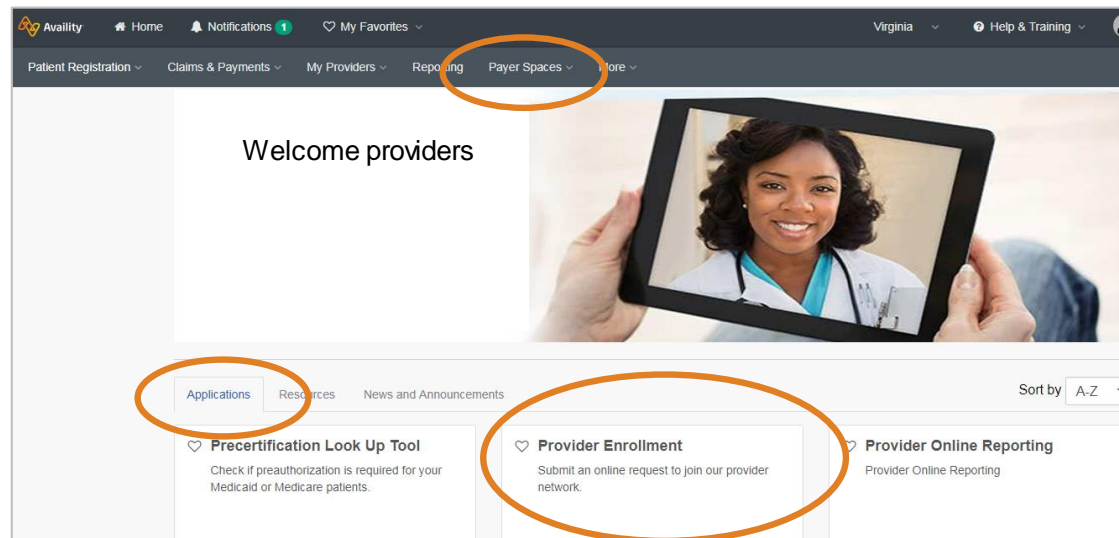 Availity Home Notifications 1 My Favorites Virginia Help & Training
Patient Registration Claims & Payments My Providers Reporting Payer Spaces More
Welcome providers
Applications Resources News and Announcements Sort by A-Z
Precertification Look Up Tool Provider Enrollment Provider Online Reporting
Check if preauthorization is required for your Submit an online request to join our provider Provider Online Reporting
Medicaid or Medicare patients. network.